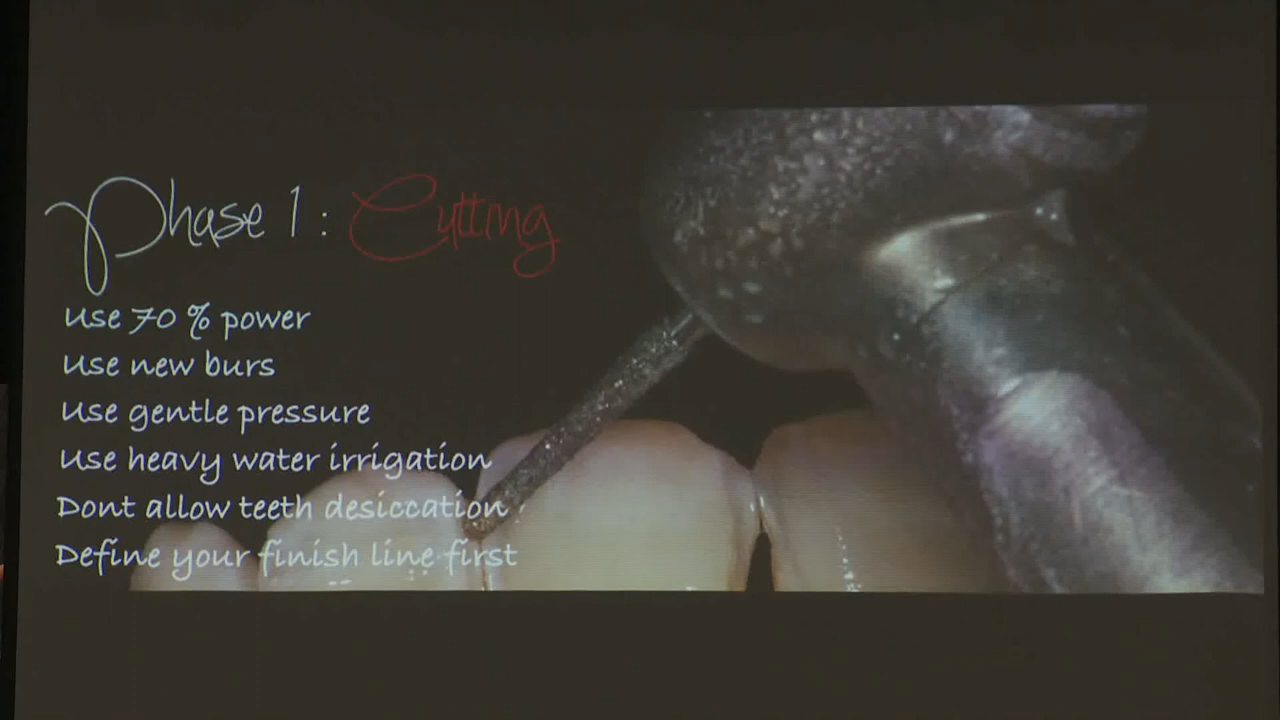 Phase 1 : Cutting
Use 70 % power
Use new burs
Use gentle pressure
Use heavy water irrigation
Dont allow teeth desiccation
Define your finish line first